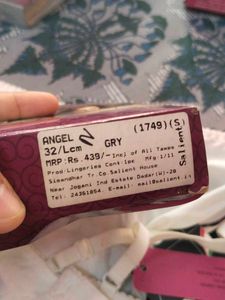 ANGEL (1749)(S)
32/Lcm GRY
MRP:Rs.439/-Incl of All Taxes
Prod:Lingeries Cont:1pc Mfg 1/11
Simandhar Tr.Co.Salient House
Near Jogani Ind Estate Dadar(W)-28
Tel: 24361854 E-mail: mail@salient.in
Salient